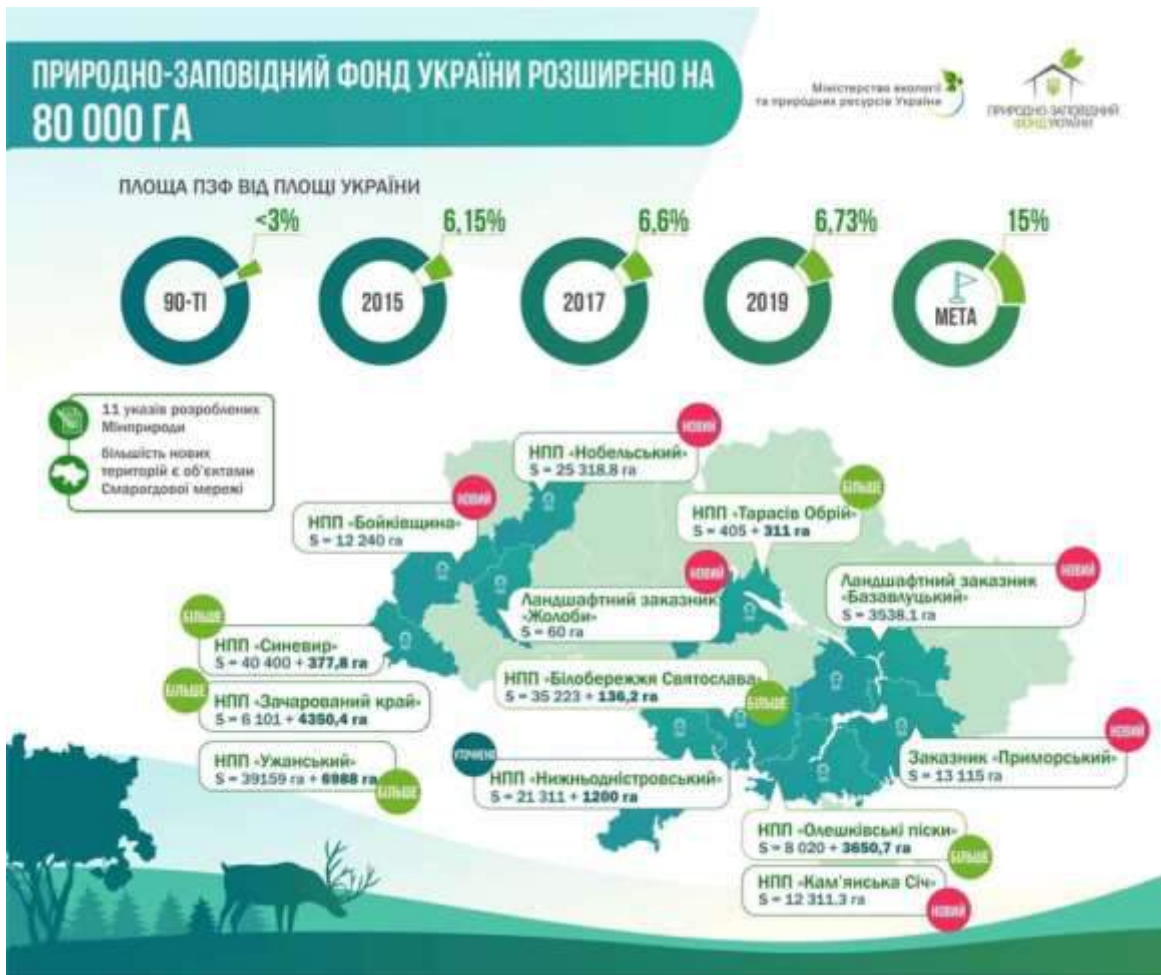 ПРИРОДНО-ЗАПОВІДНИЙ ФОНД УКРАЇНИ РОЗШИРЕНО НА
80 000 ГА
Міністерство екології
та природних ресурсів України
ПРИРОДНО-ЗАПОВІДНИЙ
ФОНД УКРАЇНИ
ПЛОЩА ПЗФ ВІД ПЛОЩІ УКРАЇНИ
<3%
6,15%
6,6%
6,73%
15%
90-ТІ
2015
2017
2019
МЕТА
11 указів розроблених
Мінприроди
більшість нових
територій є об'єктами
Смарагдової мережі
НОВИЙ
НПП «Нобельський»
S = 25 318.8 га
НОВИЙ
НПП «Бойківщина»
S = 12 240 га
БІЛЬШЕ
НПП «Тарасів Обрій»
S = 405 + 311 га
НОВИЙ
Ландшафтний заказник
«Жолоби»
S = 60 га
НОВИЙ
Ландшафтний заказник
«Базавлуцький»
S = 3538.1 га
БІЛЬШЕ
НПП «Синевир»
S = 40 400 + 377,8 га
БІЛЬШЕ
НПП «Зачарований край»
S = 6 101 + 4350,4 га
НПП «Ужанський»
S = 39159 га + 6988 га
БІЛЬШЕ
НПП «Білобережжя Святослава»
S = 35 223 + 136,2 га
БІЛЬШЕ
УТОЧНЕНО
НПП «Нижньодністровський»
S = 21 311 + 1200 га
НОВИЙ
Заказник «Приморський»
S = 13 115 га
НПП «Олешківські піски»
S = 8 020 + 3650,7 га
БІЛЬШЕ
НПП «Кам'янська Січ»
S = 12 311.3 га
НОВИЙ